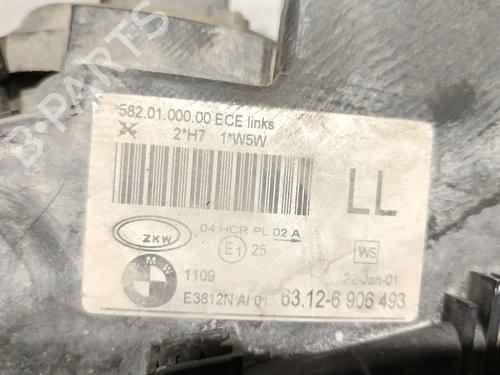 B-PARTS
582.01.000.00 ECE links
2*H7 1*W5W
LL
ZKW
04 HCR PL 02 A
E1 25
WS
BMW
1109
22-Jan-01
E3812N AI 01
63.12-6 906 493